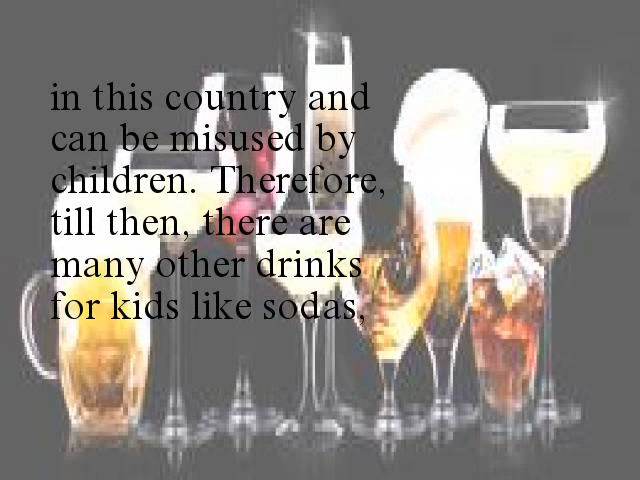 in this country and
can be misused by
children. Therefore,
till then, there are
many other drinks
for kids like sodas,